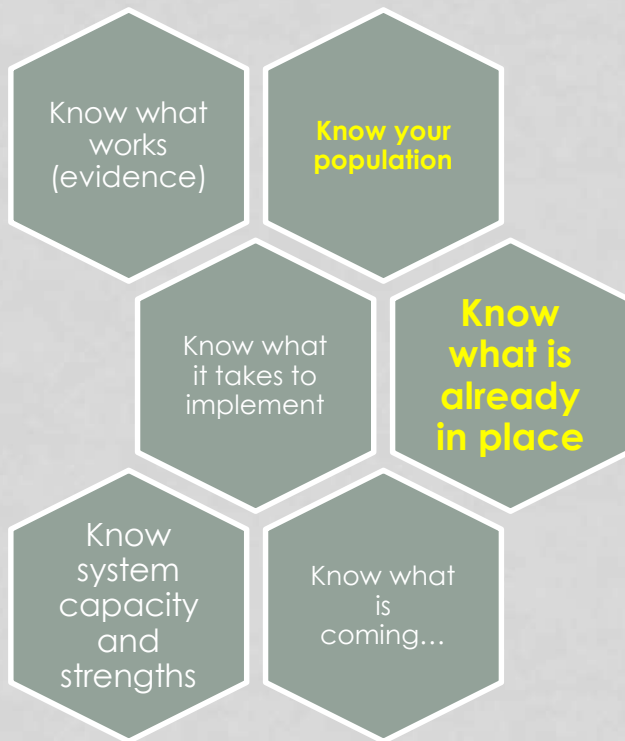 Know what
works
(evidence)
Know your
population
Know what
it takes to
implement
Know
what is
already
in place
Know
system
capacity
and
strengths
Know what
is
coming…